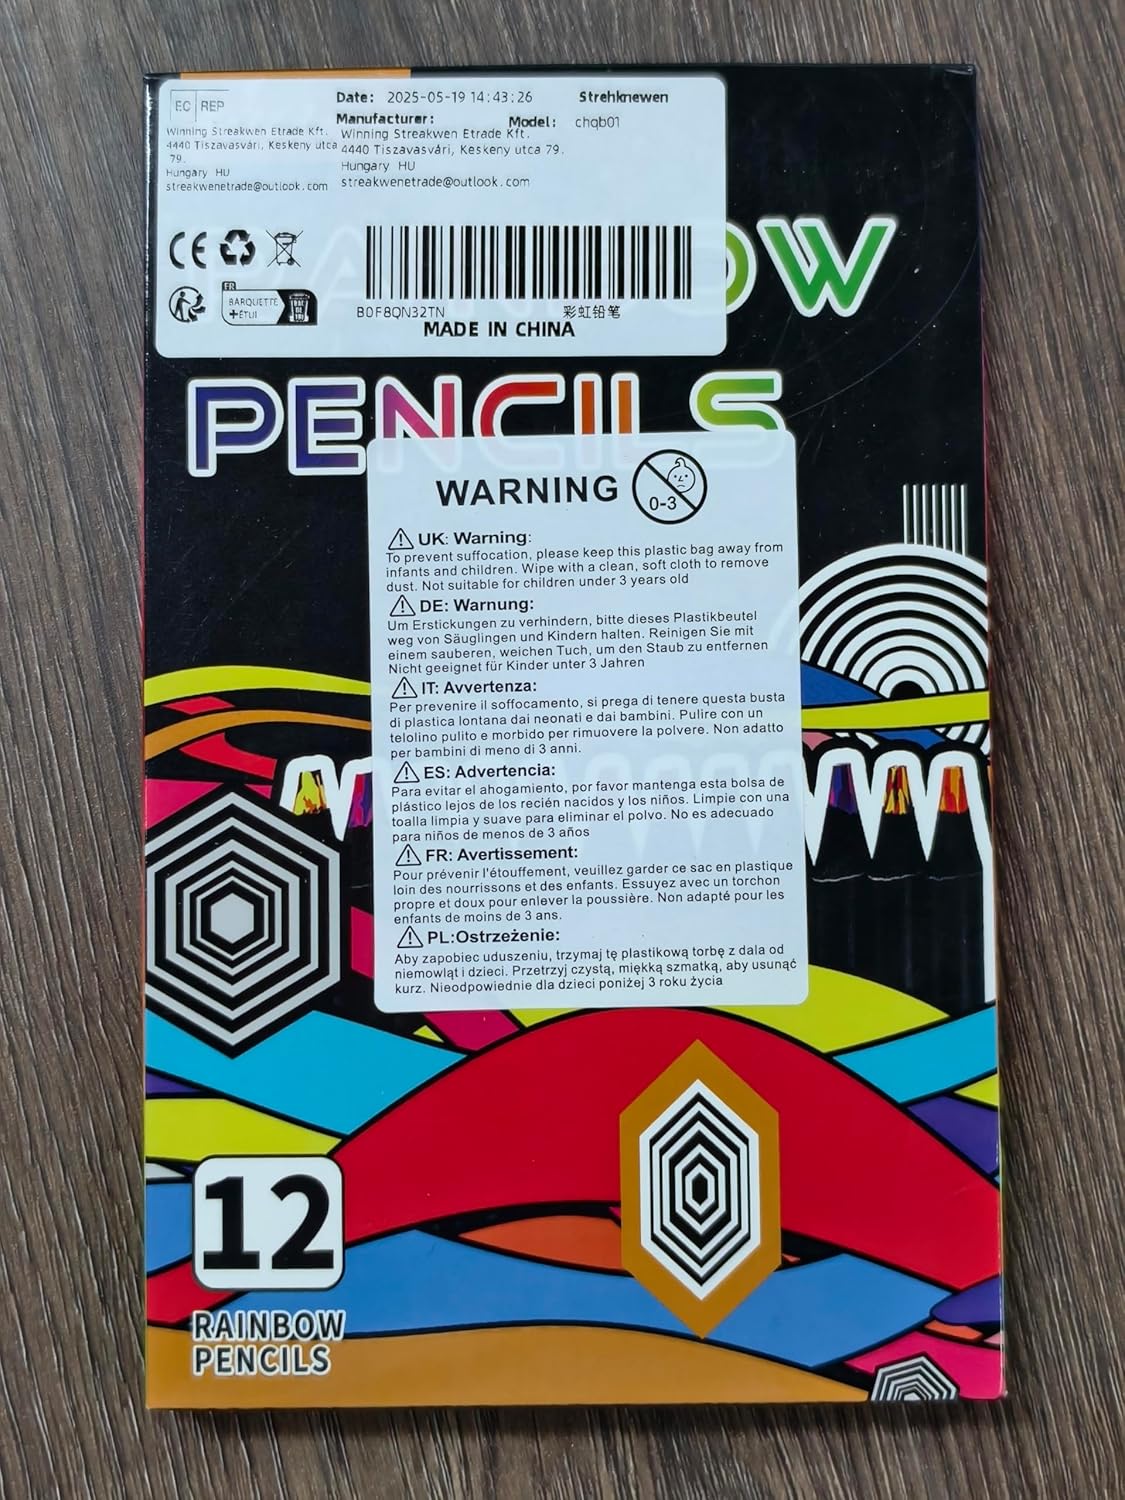 EC REP
Date: 2025-05-19 14:43:26 Strehknewen
Manufacturer: Model: chqb01
Winning Streakwen Etrade Kft. Winning Streakwen Etrade Kft.
4440 Tiszavasvári, Keskeny utca 4440 Tiszavasvári, Keskeny utca 79.
79.
Hungary HU Hungary HU
streakwenetrade@outlook.com streakwenetrade@outlook.com
CE
FR
BARQUETTE
+ÉTUI
BAC
DE
TRI
B0F8QN32TN 彩虹铅笔
MADE IN CHINA
OW
PENCILS
WARNING 0-3
UK: Warning:
To prevent suffocation, please keep this plastic bag away from
infants and children. Wipe with a clean, soft cloth to remove
dust. Not suitable for children under 3 years old
DE: Warnung:
Um Erstickungen zu verhindern, bitte dieses Plastikbeutel
weg von Säuglingen und Kindern halten. Reinigen Sie mit
einem sauberen, weichen Tuch, um den Staub zu entfernen
Nicht geeignet für Kinder unter 3 Jahren
IT: Avvertenza:
Per prevenire il soffocamento, si prega di tenere questa busta
di plastica lontana dai neonati e dai bambini. Pulire con un
telolino pulito e morbido per rimuovere la polvere. Non adatto
per bambini di meno di 3 anni.
ES: Advertencia:
Para evitar el ahogamiento, por favor mantenga esta bolsa de
plástico lejos de los recién nacidos y los niños. Limpie con una
toalla limpia y suave para eliminar el polvo. No es adecuado
para niños de menos de 3 años
FR: Avertissement:
Pour prévenir l'étouffement, veuillez garder ce sac en plastique
loin des nourrissons et des enfants. Essuyez avec un torchon
propre et doux pour enlever la poussière. Non adapté pour les
enfants de moins de 3 ans.
PL:Ostrzeżenie:
Aby zapobiec uduszeniu, trzymaj tę plastikową torbę z dala od
niemowląt i dzieci. Przetrzyj czystą, miękką szmatką, aby usunąć
kurz. Nieodpowiednie dla dzieci poniżej 3 roku życia
12
RAINBOW
PENCILS